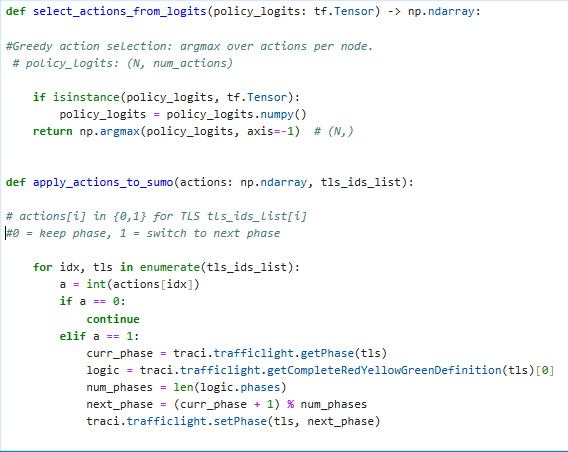 def select_actions_from_logits(policy_logits: tf.Tensor) -> np.ndarray:
#Greedy action selection: argmax over actions per node.
# policy_logits: (N, num_actions)
if isinstance(policy_logits, tf.Tensor):
policy_logits = policy_logits.numpy()
return np.argmax(policy_logits, axis=-1)  # (N,)
def apply_actions_to_sumo(actions: np.ndarray, tls_ids_list):
# actions[i] in {0,1} for TLS tls_ids_list[i]
#0 = keep phase, 1 = switch to next phase
for idx, tls in enumerate(tls_ids_list):
a = int(actions[idx])
if a == 0:
continue
elif a == 1:
curr_phase = traci.trafficlight.getPhase(tls)
logic = traci.trafficlight.getCompleteRedYellowGreenDefinition(tls)[0]
num_phases = len(logic.phases)
next_phase = (curr_phase + 1) % num_phases
traci.trafficlight.setPhase(tls, next_phase)